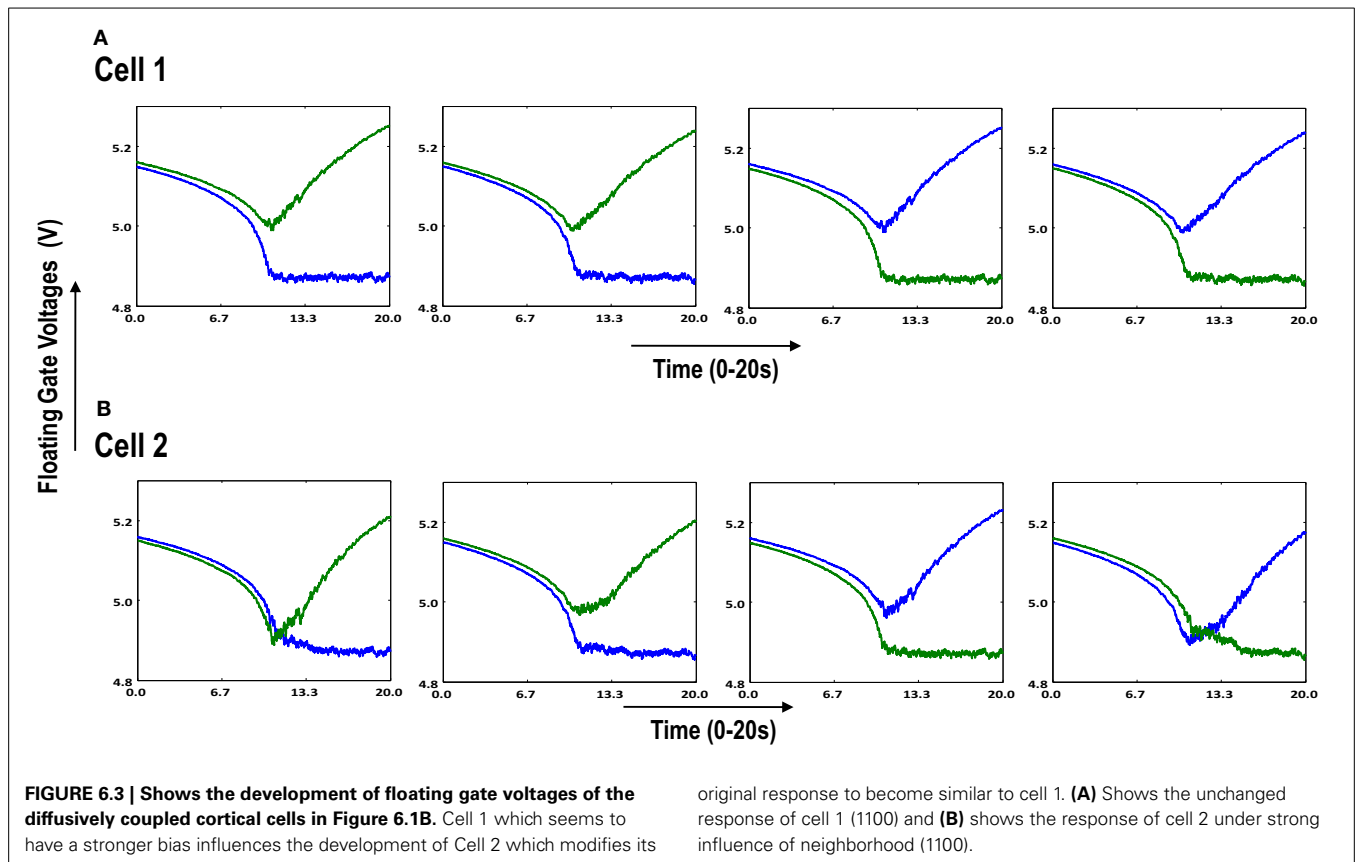 A
Cell 1
Floating Gate Voltages (V)
5.2
5.0
4.8
0.0 6.7 13.3 20.0
5.2
5.0
4.8
0.0 6.7 13.3 20.0
5.2
5.0
4.8
0.0 6.7 13.3 20.0
5.2
5.0
4.8
0.0 6.7 13.3 20.0
Time (0-20s)
B
Cell 2
5.2
5.0
4.8
0.0 6.7 13.3 20.0
5.2
5.0
4.8
0.0 6.7 13.3 20.0
5.2
5.0
4.8
0.0 6.7 13.3 20.0
5.2
5.0
4.8
0.0 6.7 13.3 20.0
Time (0-20s)
FIGURE 6.3 | Shows the development of floating gate voltages of the
diffusively coupled cortical cells in Figure 6.1B. Cell 1 which seems to
have a stronger bias influences the development of Cell 2 which modifies its
original response to become similar to cell 1. (A) Shows the unchanged
response of cell 1 (1100) and (B) shows the response of cell 2 under strong
influence of neighborhood (1100).